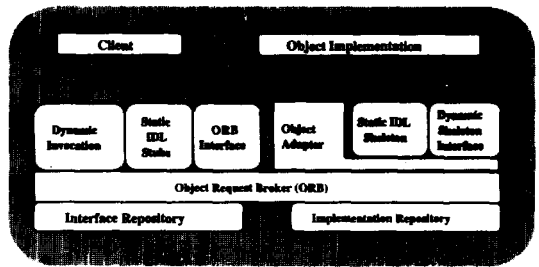 Client
Object Implementation
Dynamic
Invocation
Static
IDL
Stubs
ORB
Interface
Object
Adapter
Static IDL
Skeleton
Dynamic
Skeleton
Interface
Object Request Broker (ORB)
Interface Repository
Implementation Repository